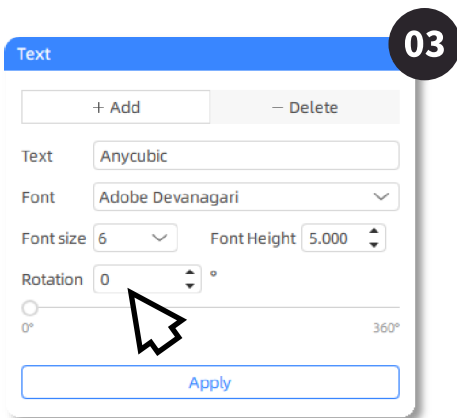 03
Text
+ Add
− Delete
Text Anycubic
Font Adobe Devanagari
Font size 6 Font Height 5.000
Rotation 0 °
0° 360°
Apply